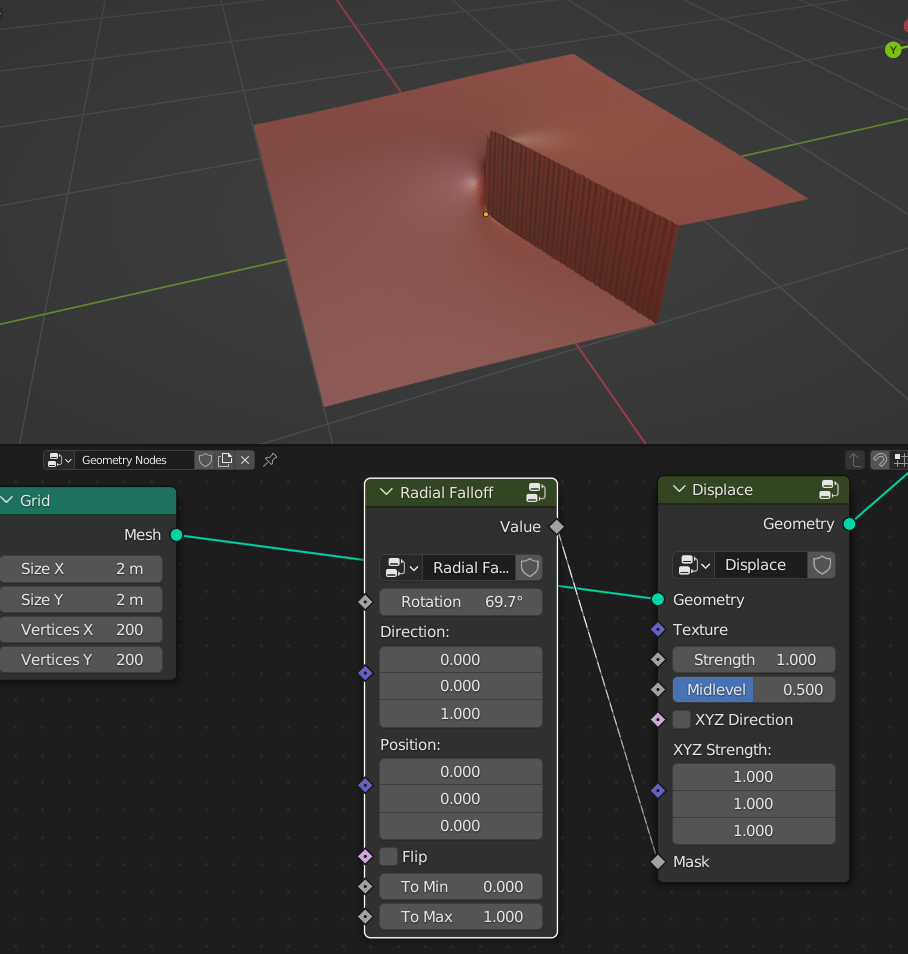 Y
Geometry Nodes
Grid
Mesh
Size X 2 m
Size Y 2 m
Vertices X 200
Vertices Y 200
Radial Falloff
Value
Radial Fa...
Rotation 69.7°
Direction:
0.000
0.000
1.000
Position:
0.000
0.000
0.000
Flip
To Min 0.000
To Max 1.000
Displace
Geometry
Displace
Geometry
Texture
Strength 1.000
Midlevel 0.500
XYZ Direction
XYZ Strength:
1.000
1.000
1.000
Mask